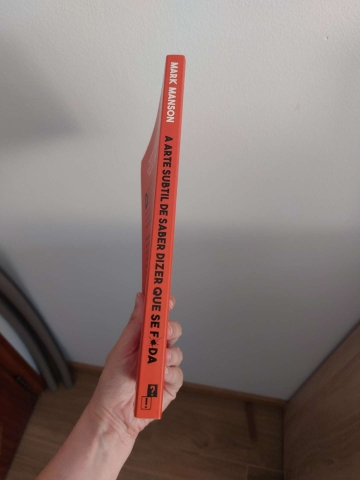 MARK MANSON
A ARTE SUBTIL DE SABER DIZER QUE SE F*DA